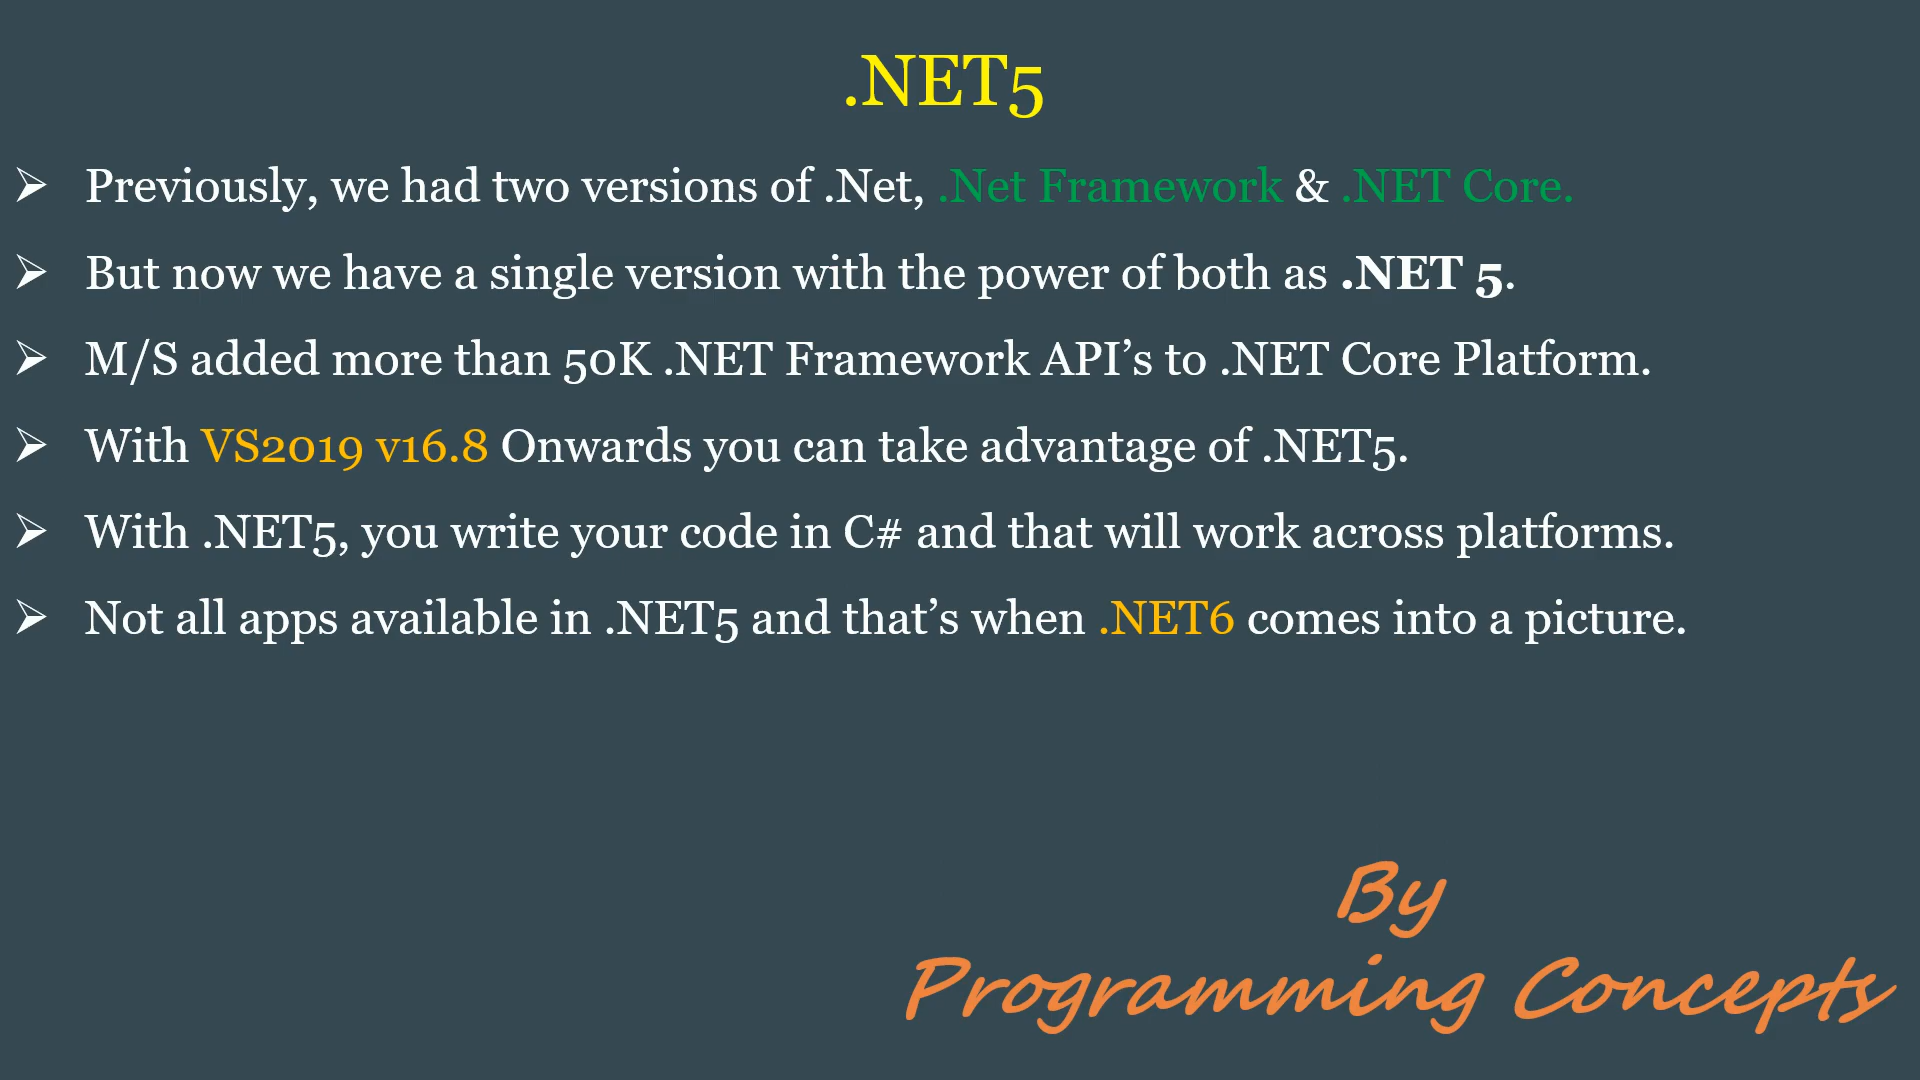 .NET5
➢ Previously, we had two versions of .Net, .Net Framework & .NET Core.
➢ But now we have a single version with the power of both as .NET 5.
➢ M/S added more than 50K .NET Framework API’s to .NET Core Platform.
➢ With VS2019 v16.8 Onwards you can take advantage of .NET5.
➢ With .NET5, you write your code in C# and that will work across platforms.
➢ Not all apps available in .NET5 and that’s when .NET6 comes into a picture.
By
Programming Concepts